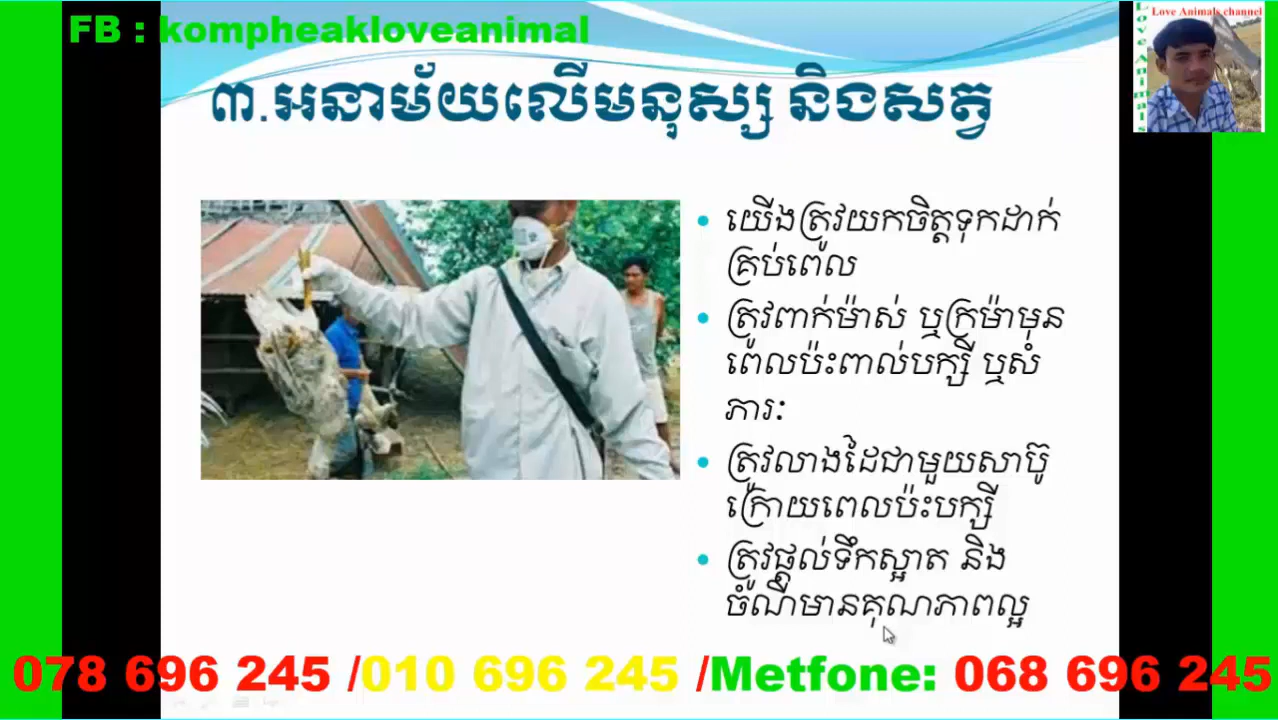 FB : kompheakloveanimal
Love Animals channel
Love Animals
៣.អនាម័យលើមនុស្ស និងសត្វ
• យើងត្រូវយកចិត្តទុកដាក់
គ្រប់ពេល
• ត្រូវពាក់ម៉ាស់ ឬក្រម៉ាមុន
ពេលប៉ះពាល់បក្សី ឬសំ
ភារៈ
• ត្រូវលាងដៃជាមួយសាប៊ូ
ក្រោយពេលប៉ះបក្សី
• ត្រូវផ្តល់ទឹកស្អាត និង
ចំណីមានគុណភាពល្អ
078 696 245 /010 696 245 /Metfone: 068 696 245